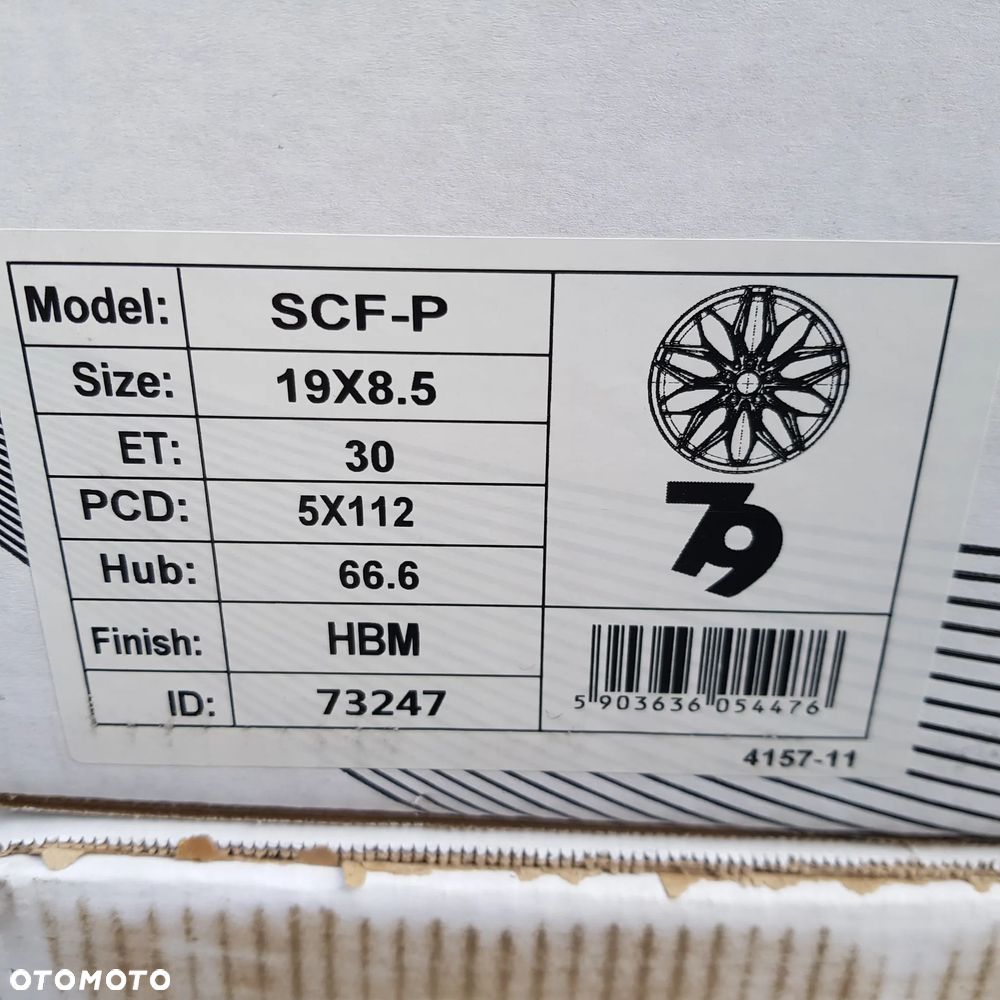 Model: SCF-P
Size: 19X8.5
ET: 30
PCD: 5X112
Hub: 66.6
Finish: HBM
ID: 73247
79
5 903636 054476
4157-11
OTOMOTO